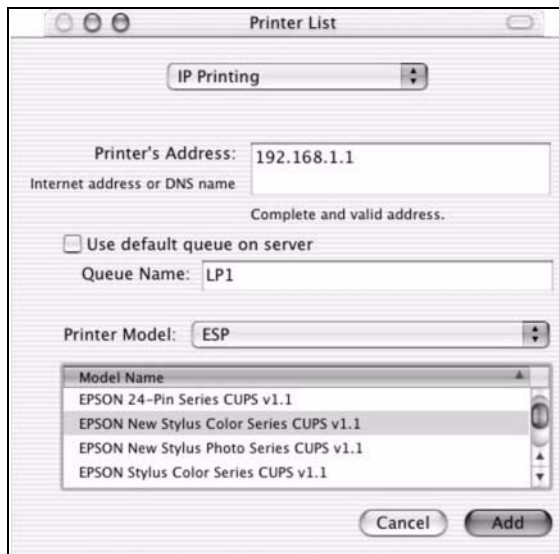 Printer List
IP Printing
Printer's Address: 192.168.1.1
Internet address or DNS name
Complete and valid address.
Use default queue on server
Queue Name: LP1
Printer Model: ESP
Model Name
EPSON 24-Pin Series CUPS v1.1
EPSON New Stylus Color Series CUPS v1.1
EPSON New Stylus Photo Series CUPS v1.1
EPSON Stylus Color Series CUPS v1.1
Cancel Add